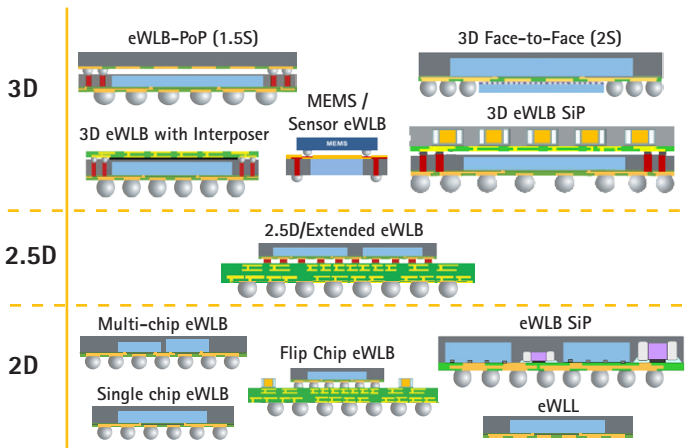 3D
eWLB-PoP (1.5S)
3D Face-to-Face (2S)
MEMS /
Sensor eWLB
MEMS
3D eWLB with Interposer
3D eWLB SiP
2.5D
2.5D/Extended eWLB
2D
Multi-chip eWLB
Flip Chip eWLB
eWLB SiP
Single chip eWLB
eWLL